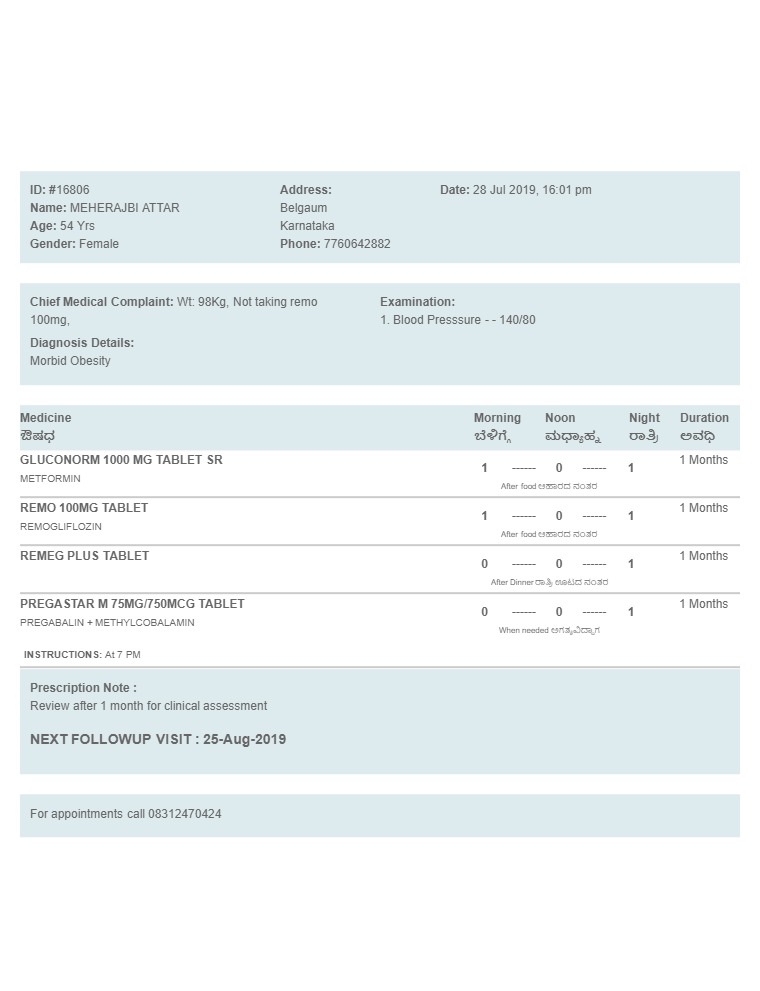 ID: #16806
Name: MEHERAJBI ATTAR
Age: 54 Yrs
Gender: Female
Address:
Belgaum
Karnataka
Phone: 7760642882
Date: 28 Jul 2019, 16:01 pm
Chief Medical Complaint: Wt: 98Kg, Not taking remo
100mg,
Diagnosis Details:
Morbid Obesity
Examination:
1. Blood Presssure - - 140/80
Medicine Morning Noon Night Duration
ಔಷಧ ಬೆಳಿಗ್ಗೆ ಮಧ್ಯಾಹ್ನ ರಾತ್ರಿ ಅವಧಿ
GLUCONORM 1000 MG TABLET SR 1 ------ 0 ------ 1 1 Months
METFORMIN After food ಆಹಾರದ ನಂತರ
REMO 100MG TABLET 1 ------ 0 ------ 1 1 Months
REMOGLIFLOZIN After food ಆಹಾರದ ನಂತರ
REMEG PLUS TABLET 0 ------ 0 ------ 1 1 Months
After Dinner ರಾತ್ರಿ ಊಟದ ನಂತರ
PREGASTAR M 75MG/750MCG TABLET 0 ------ 0 ------ 1 1 Months
PREGABALIN + METHYLCOBALAMIN When needed
INSTRUCTIONS: At 7 PM
Prescription Note :
Review after 1 month for clinical assessment
NEXT FOLLOWUP VISIT : 25-Aug-2019
For appointments call 08312470424